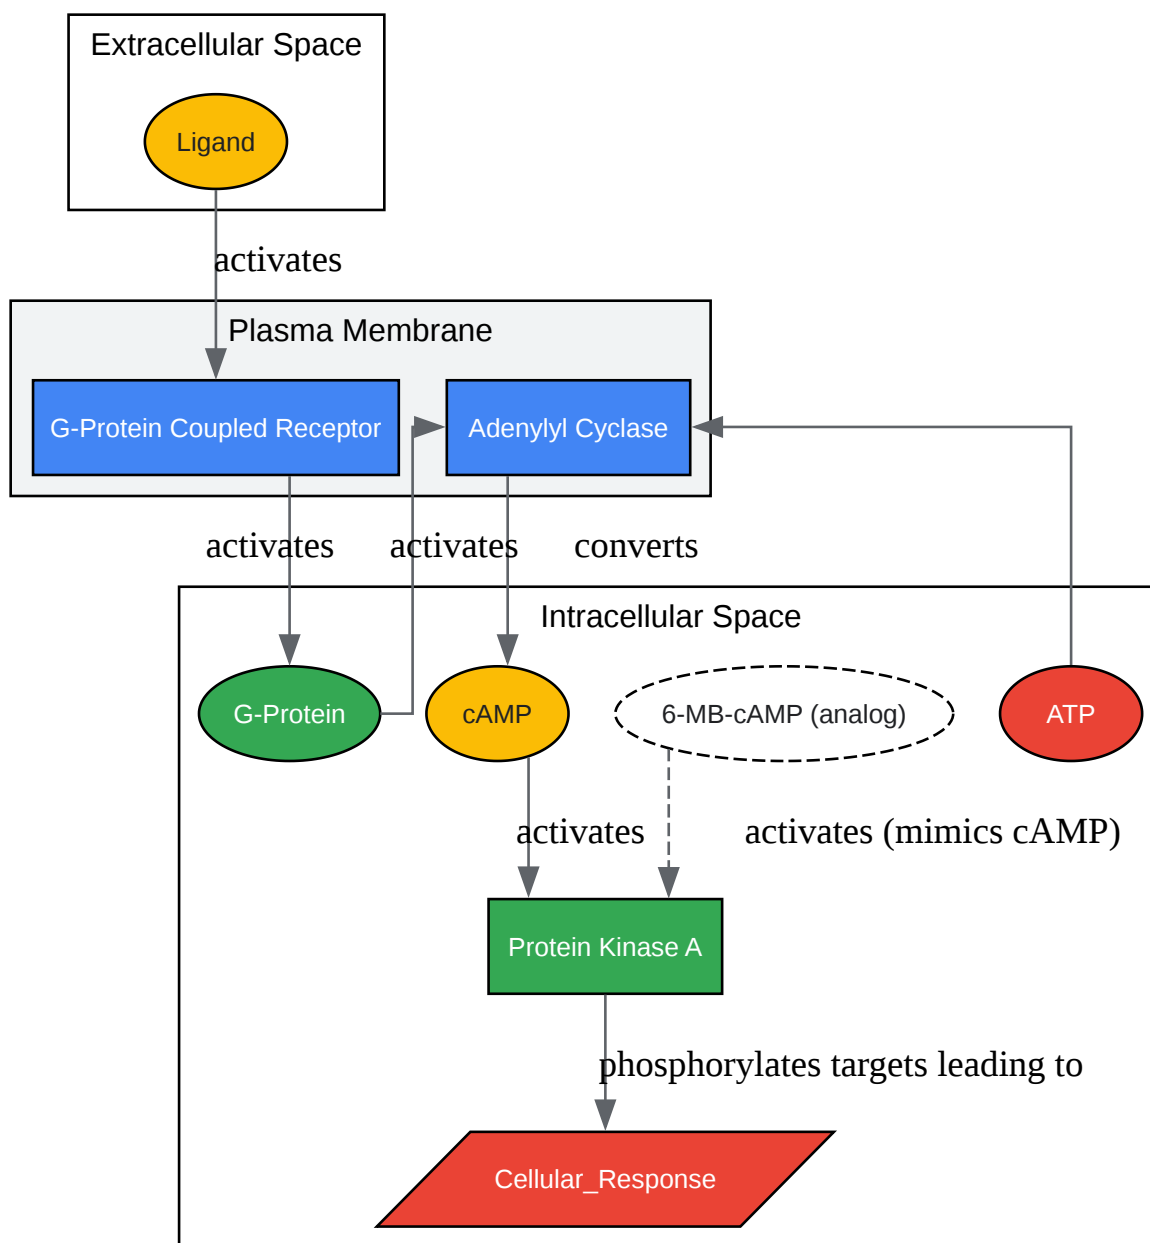 Extracellular Space
Ligand
activates
Plasma Membrane
G-Protein Coupled Receptor
Adenylyl Cyclase
activates
activates
converts
Intracellular Space
G-Protein
cAMP
6-MB-cAMP (analog)
ATP
activates
activates (mimics cAMP)
Protein Kinase A
phosphorylates targets leading to
Cellular_Response